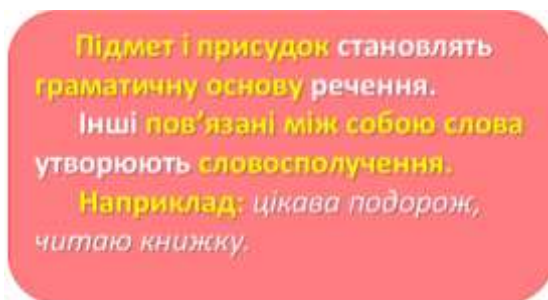 Підмет і присудок становлять
граматичну основу речення.
Інші пов’язані між собою слова
утворюють словосполучення.
Наприклад: цікава подорож,
читаю книжку.